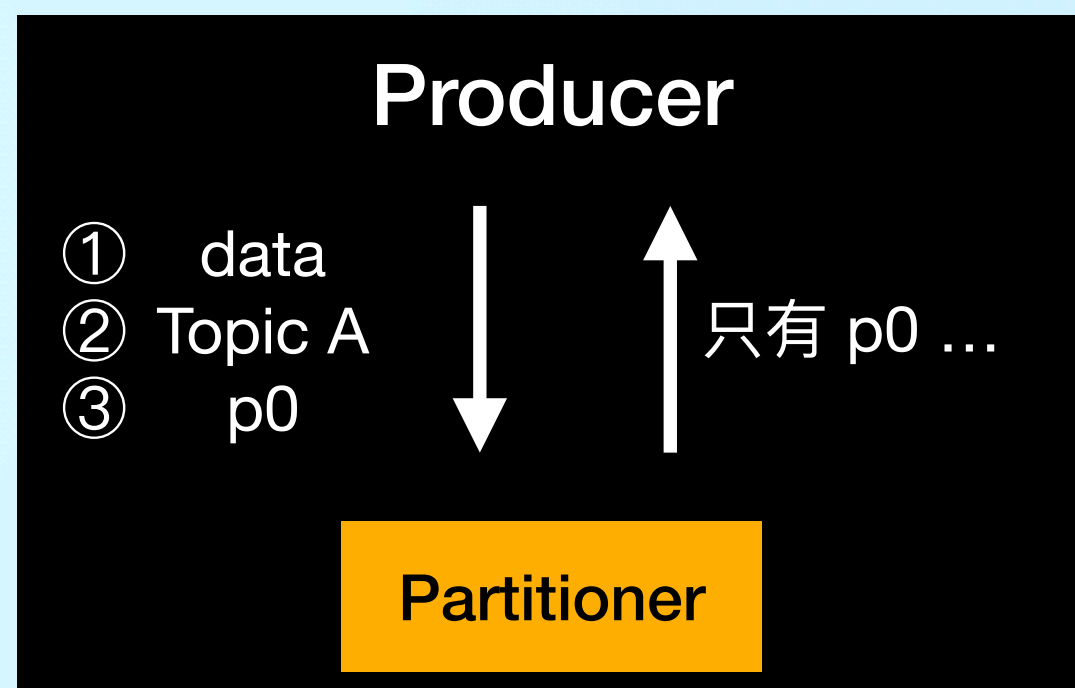 Producer
① data
② Topic A
③ p0
只有 p0 ...
Partitioner